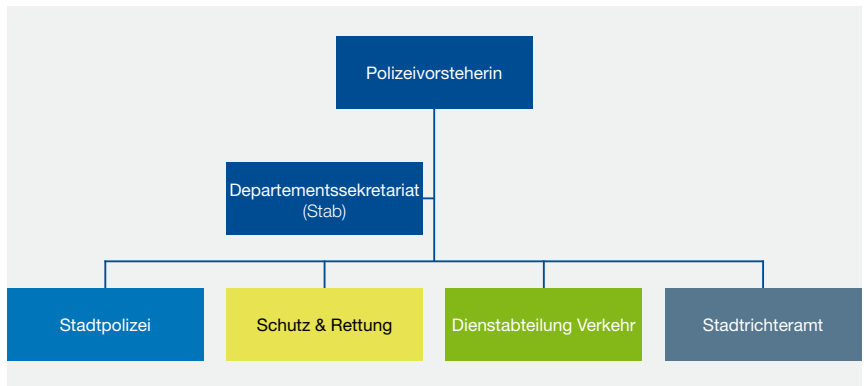 Polizeivorsteherin
Departementssekretariat
(Stab)
Stadtpolizei
Schutz & Rettung
Dienstabteilung Verkehr
Stadtrichteramt